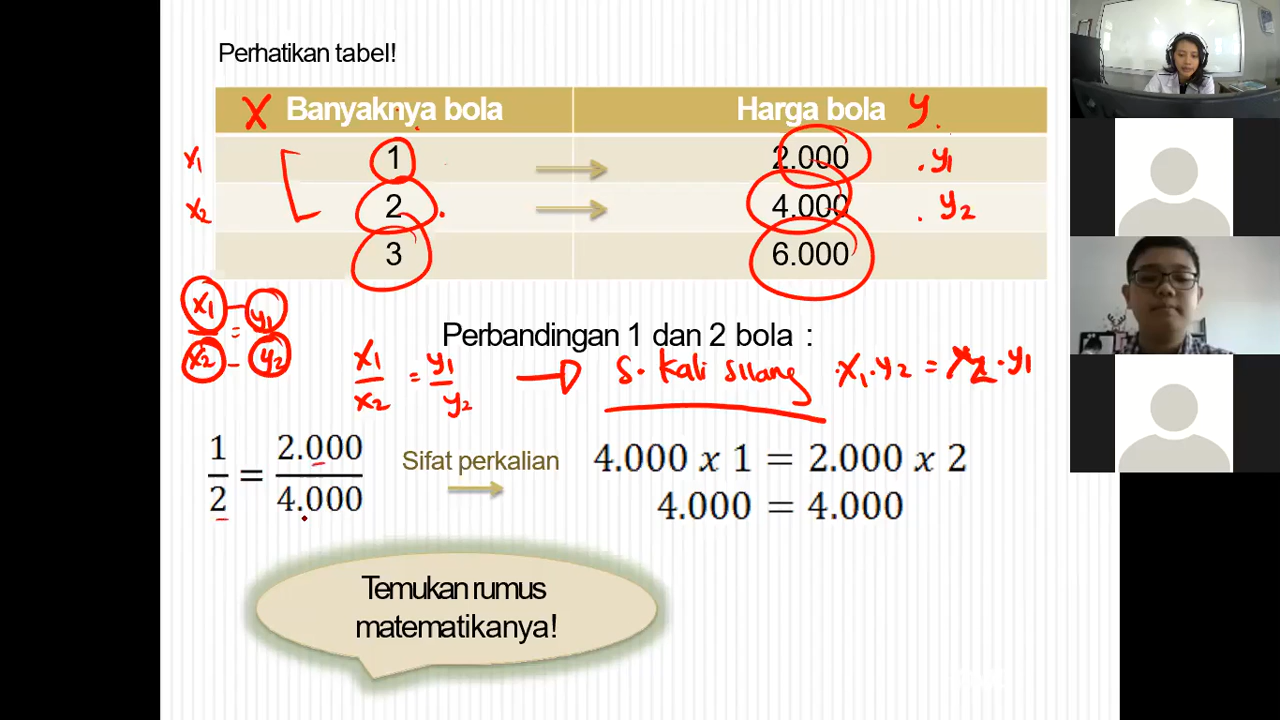 Perhatikan tabel!
X Banyaknya bola Harga bola y
x1 1 2.000 y1
x2 2 4.000 y2
3 6.000
x1 = y1
x2 y2
Perbandingan 1 dan 2 bola :
x1/x2 = y1/y2 → S. kali silang x1.y2 = x2.y1
1/2 = 2.000/4.000
Sifat perkalian
4.000 x 1 = 2.000 x 2
4.000 = 4.000
Temukan rumus
matematikanya!